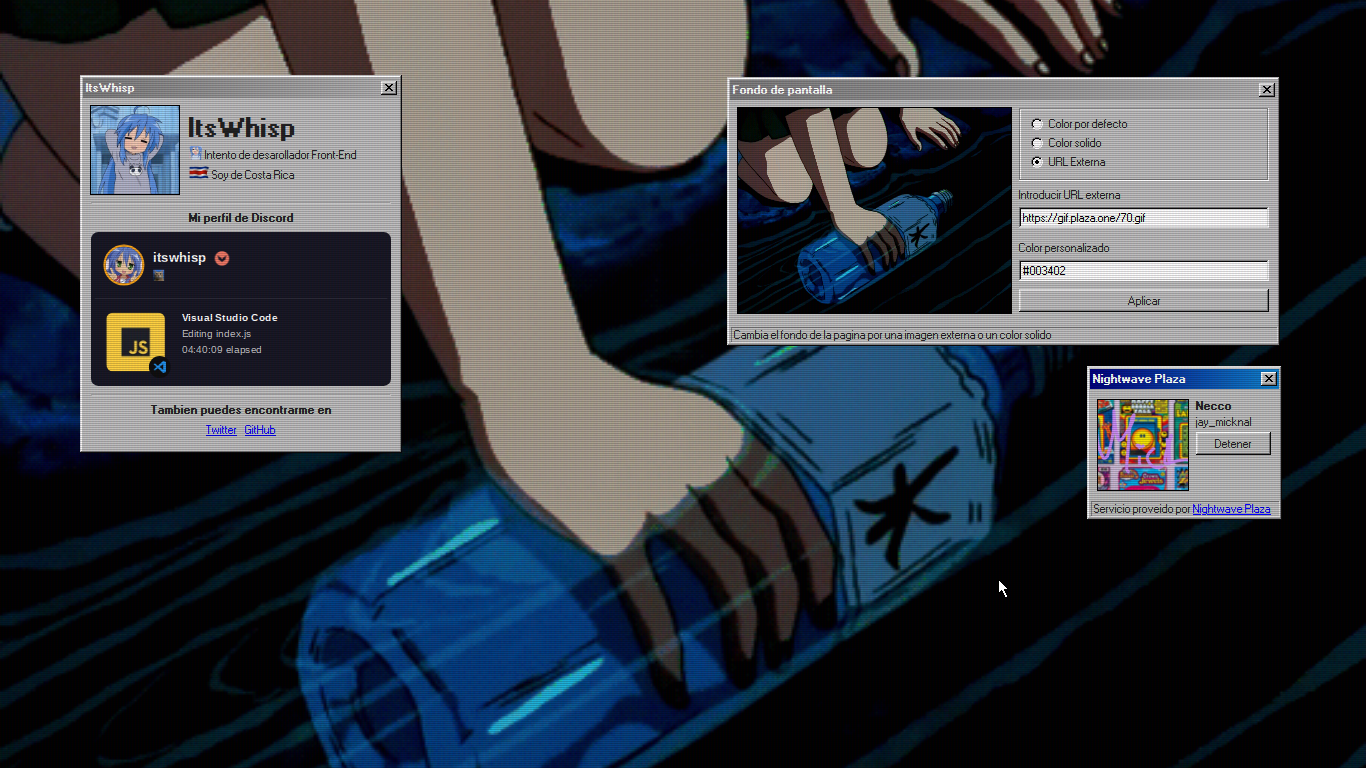 ItsWhisp
ItsWhisp
Intento de desarollador Front-End
Soy de Costa Rica
Mi perfil de Discord
itswhisp
JS
Visual Studio Code
Editing index.js
04:40:09 elapsed
Tambien puedes encontrarme en
Twitter GitHub
Fondo de pantalla
Color por defecto
Color solido
URL Externa
Introducir URL externa
https://gif.plaza.one/70.gif
Color personalizado
#003402
Aplicar
Cambia el fondo de la pagina por una imagen externa o un color solido
Nightwave Plaza
Necco
jay_micknal
Detener
Servicio proveido por Nightwave Plaza